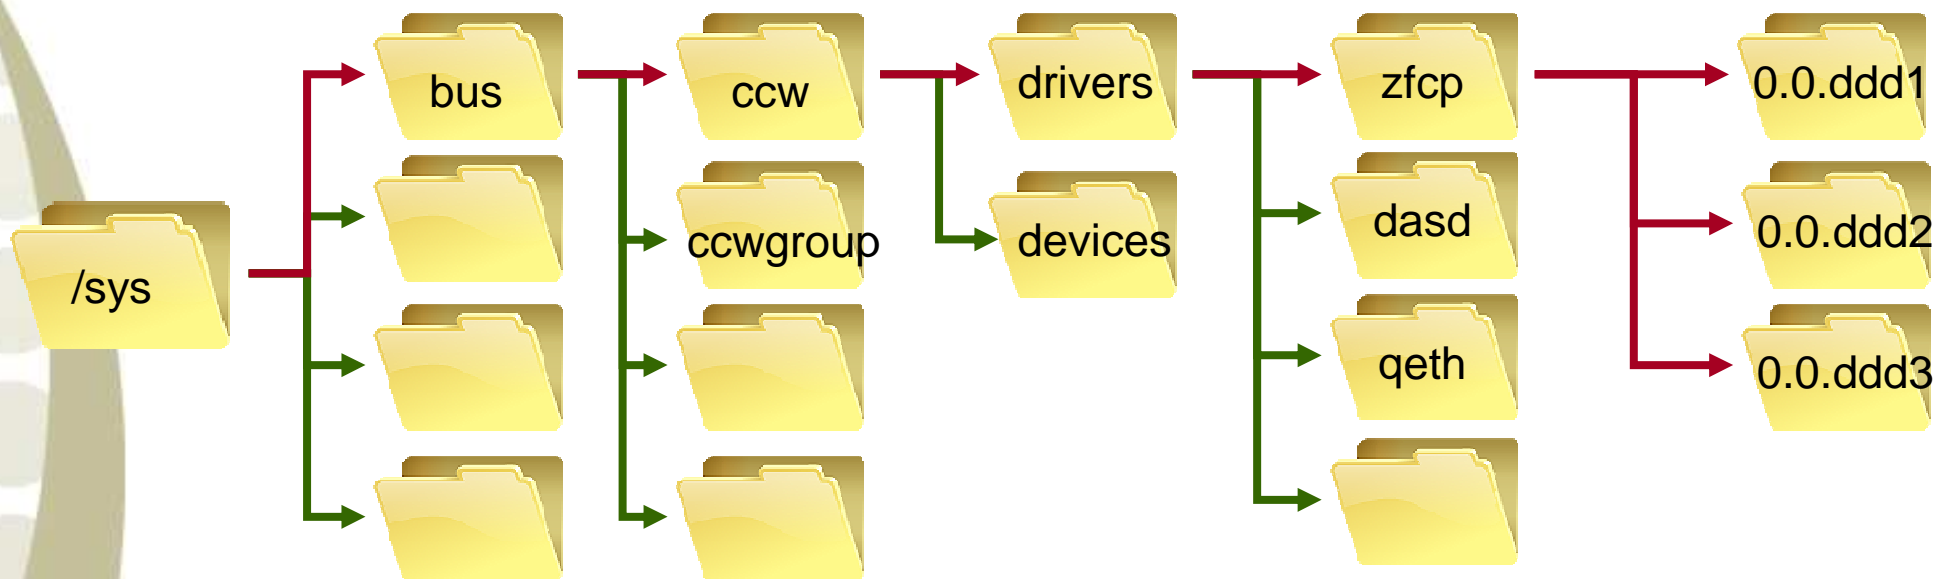 /sys
bus
ccw
ccwgroup
drivers
devices
zfcp
dasd
qeth
0.0.ddd1
0.0.ddd2
0.0.ddd3